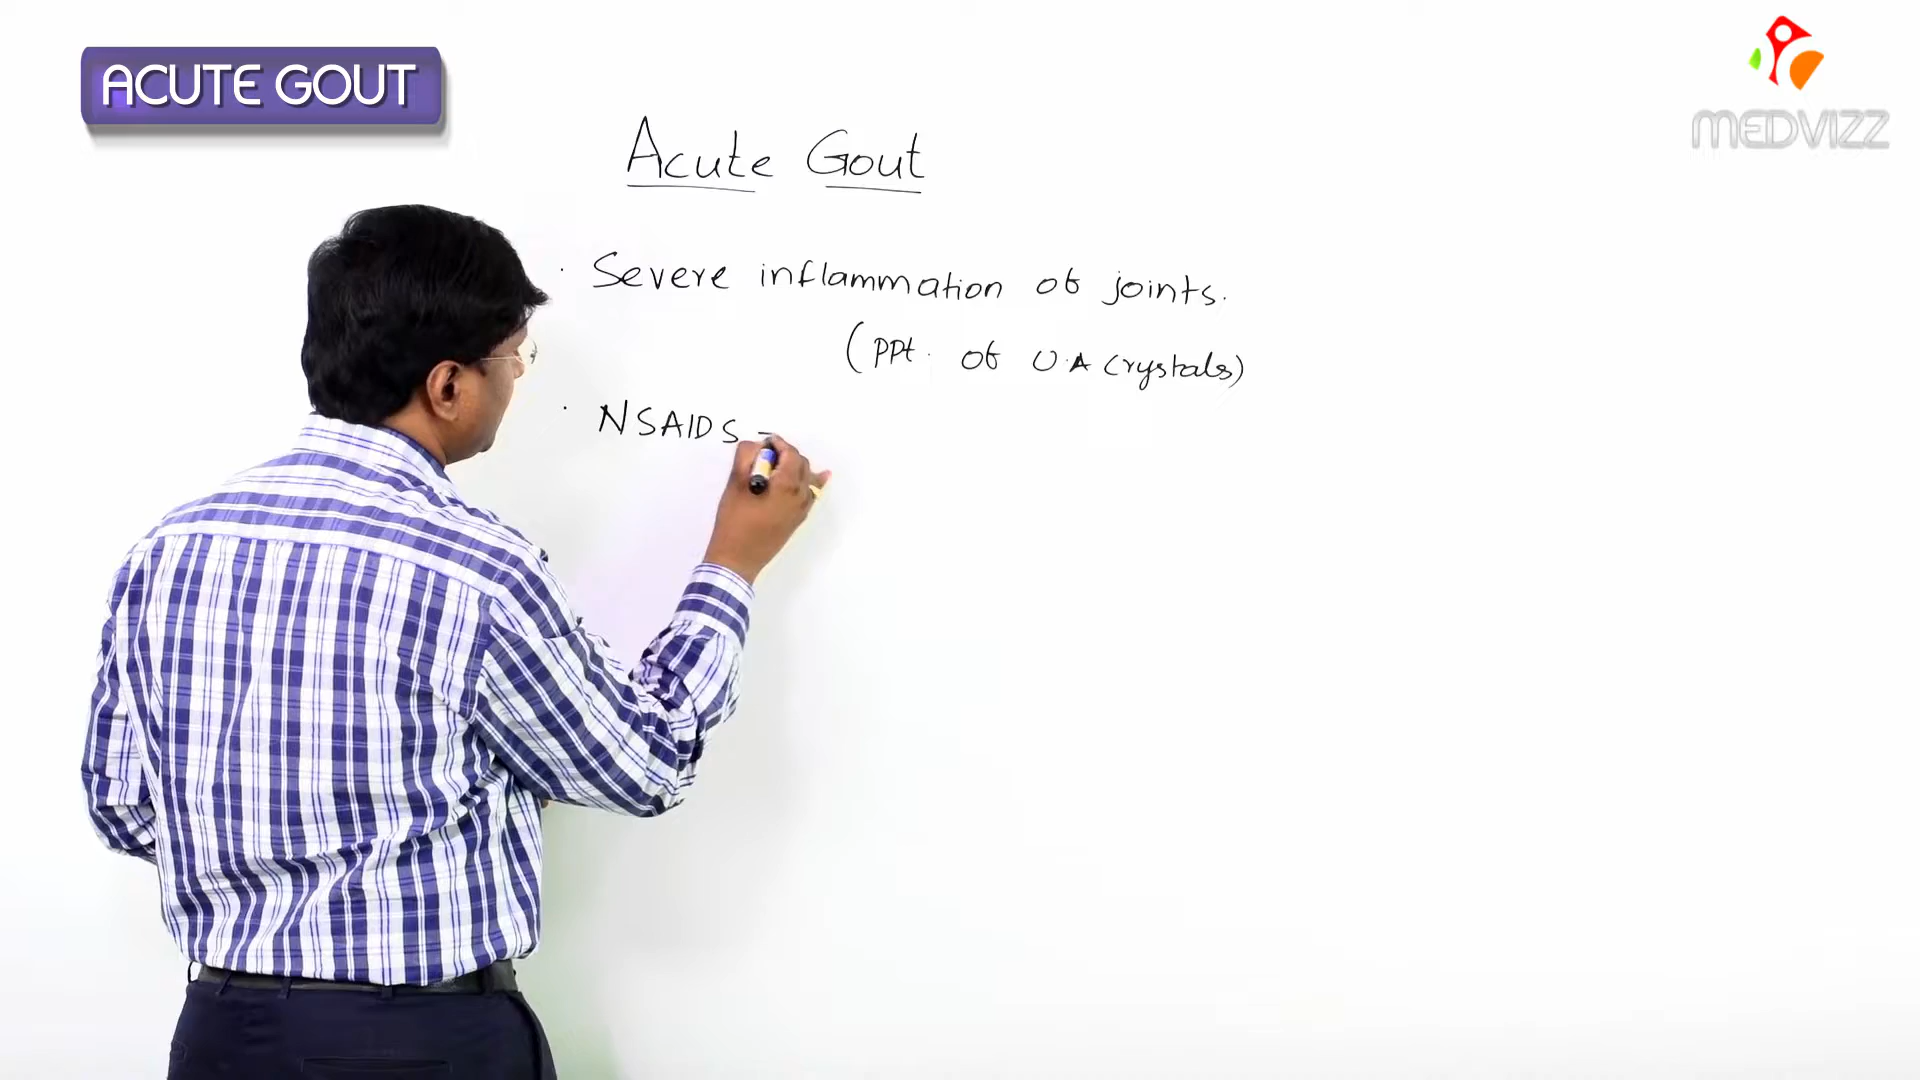 ACUTE GOUT
MEDVIZZ
Acute Gout
· Severe inflammation of joints.
(PPt. of U.A Crystals)
· NSAIDS -